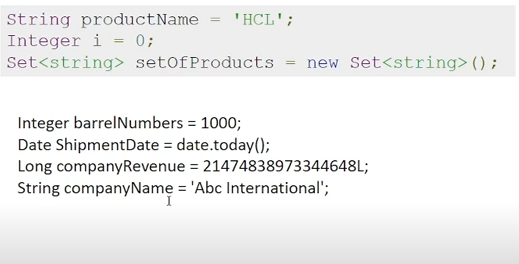 String productName = 'HCL';
Integer i = 0;
Set<string> setOfProducts = new Set<string>();
Integer barrelNumbers = 1000;
Date ShipmentDate = date.today();
Long companyRevenue = 21474838973344648L;
String companyName = 'Abc International';